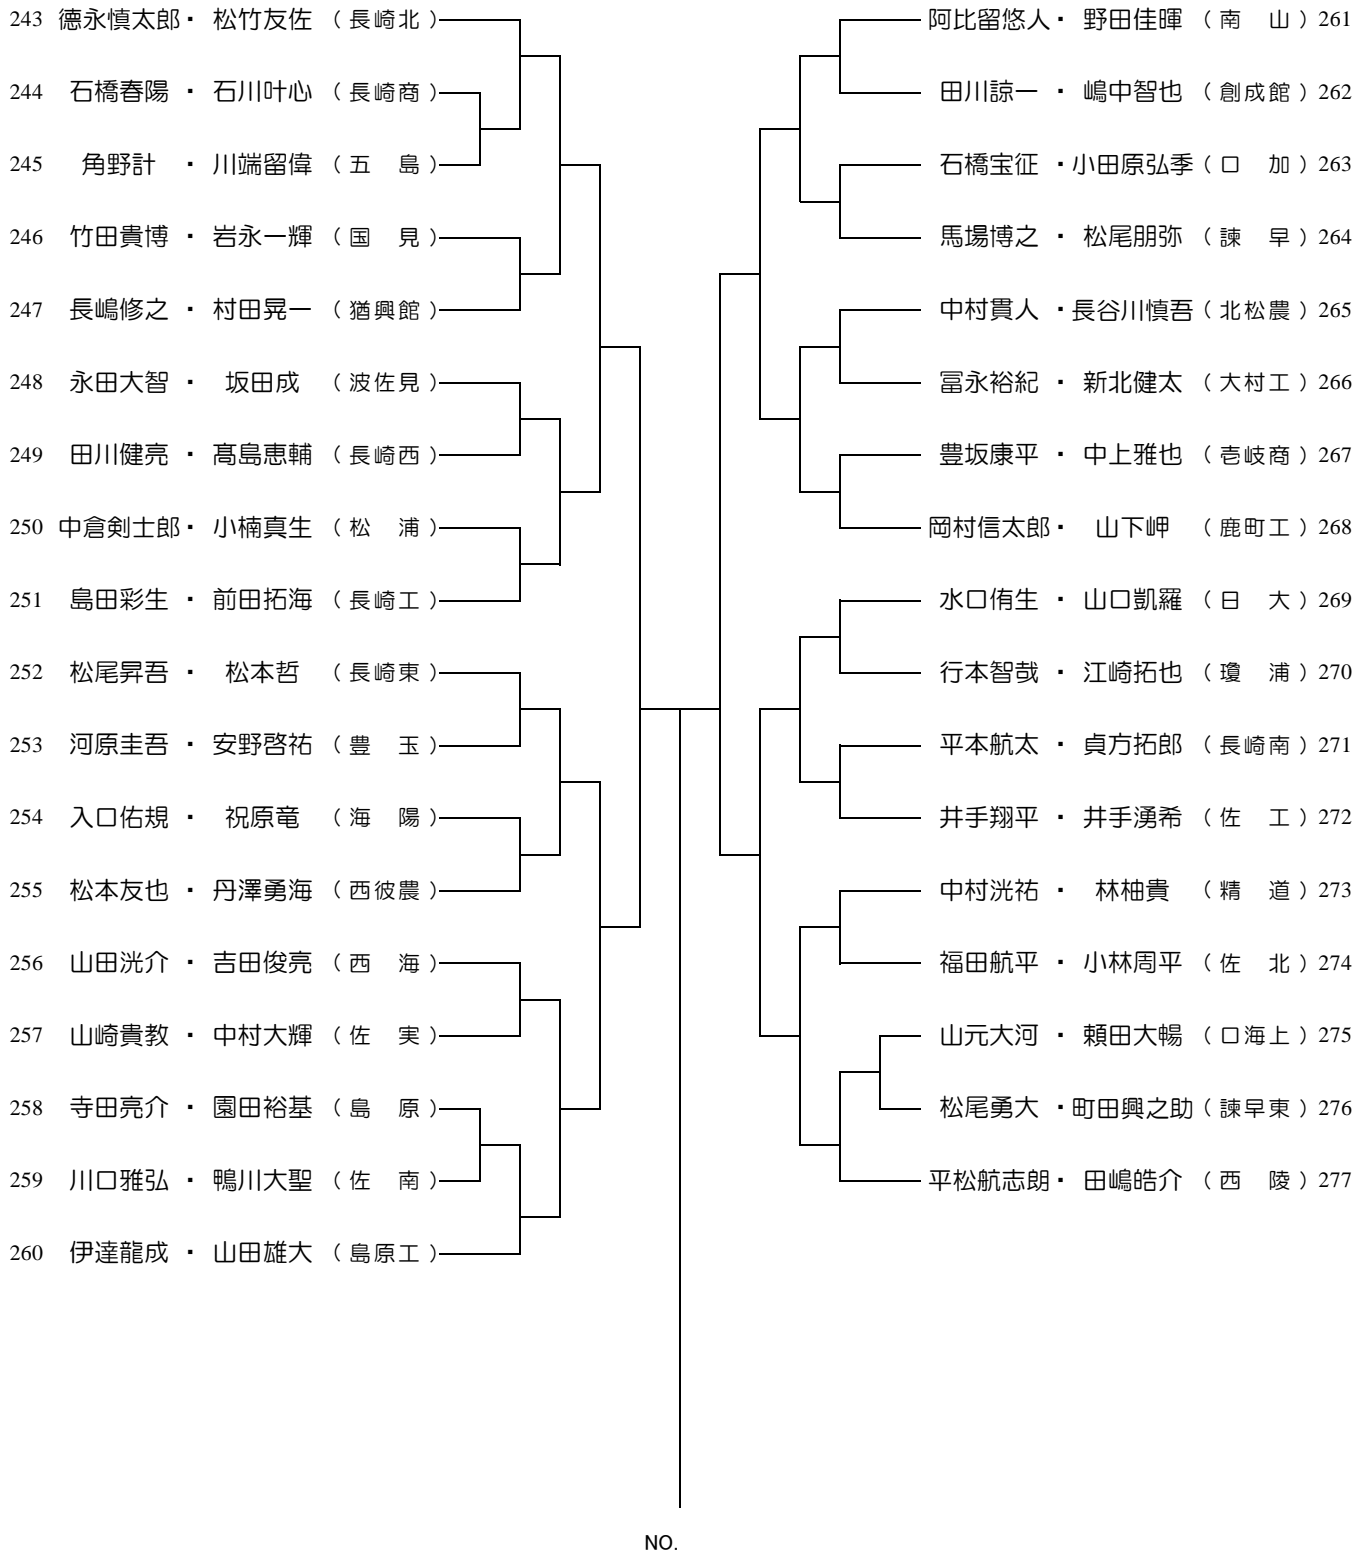 243 德永慎太郎・ 松竹友佐 （長崎北）
244 石橋春陽 ・ 石川叶心 （長崎商）
245 角野計 ・ 川端留偉 （五　島）
246 竹田貴博 ・ 岩永一輝 （国　見）
247 長嶋修之 ・ 村田晃一 （猶興館）
248 永田大智 ・ 坂田成 （波佐見）
249 田川健亮 ・ 髙島恵輔 （長崎西）
250 中倉剣士郎・ 小楠真生 （松　浦）
251 島田彩生 ・ 前田拓海 （長崎工）
252 松尾昇吾 ・ 松本哲 （長崎東）
253 河原圭吾 ・ 安野啓祐 （豊　玉）
254 入口佑規 ・ 祝原竜 （海　陽）
255 松本友也 ・ 丹澤勇海 （西彼農）
256 山田洸介 ・ 吉田俊亮 （西　海）
257 山崎貴教 ・ 中村大輝 （佐　実）
258 寺田亮介 ・ 園田裕基 （島　原）
259 川口雅弘 ・ 鴨川大聖 （佐　南）
260 伊達龍成 ・ 山田雄大 （島原工）
阿比留悠人・ 野田佳暉 （南　山）261
田川諒一 ・ 嶋中智也 （創成館）262
石橋宝征 ・小田原弘季（口　加）263
馬場博之 ・ 松尾朋弥 （諫　早）264
中村貫人 ・長谷川慎吾（北松農）265
冨永裕紀 ・ 新北健太 （大村工）266
豊坂康平 ・ 中上雅也 （壱岐商）267
岡村信太郎・ 山下岬 （鹿町工）268
水口侑生 ・ 山口凱羅 （日　大）269
行本智哉 ・ 江崎拓也 （瓊　浦）270
平本航太 ・ 貞方拓郎 （長崎南）271
井手翔平 ・ 井手湧希 （佐　工）272
中村洸祐 ・ 林柚貴 （精　道）273
福田航平 ・ 小林周平 （佐　北）274
山元大河 ・ 頼田大暢 （口海上）275
松尾勇大 ・町田興之助（諫早東）276
平松航志朗・ 田嶋皓介 （西　陵）277
NO.